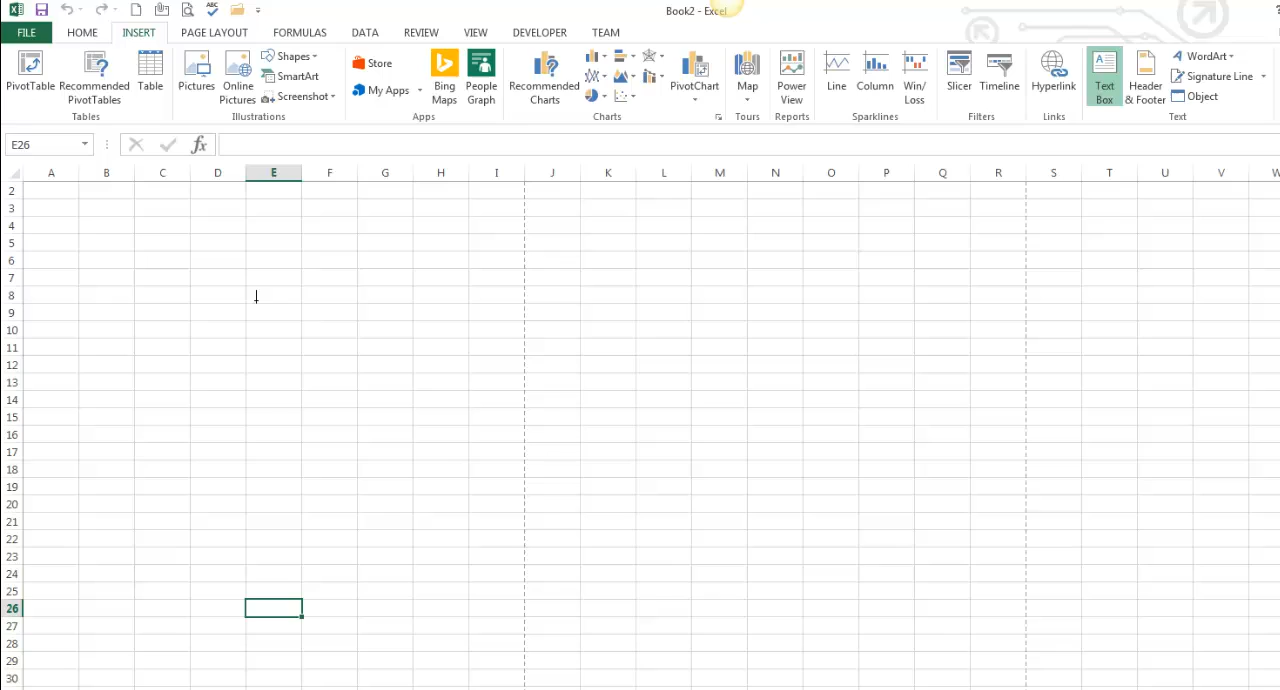 Book2 - Excel
FILE HOME INSERT PAGE LAYOUT FORMULAS DATA REVIEW VIEW DEVELOPER TEAM
PivotTable Recommended PivotTables Table
Tables
Pictures Online Pictures Shapes SmartArt Screenshot
Illustrations
Store My Apps Bing Maps People Graph
Apps
Recommended Charts PivotChart
Charts
Map
Tours
Power View
Reports
Line Column Win/ Loss
Sparklines
Slicer Timeline
Filters
Hyperlink
Links
Text Box Header & Footer WordArt Signature Line Object
Text
E26
fx
A B C D E F G H I J K L M N O P Q R S T U V W
2
3
4
5
6
7
8
9
10
11
12
13
14
15
16
17
18
19
20
21
22
23
24
25
26
27
28
29
30